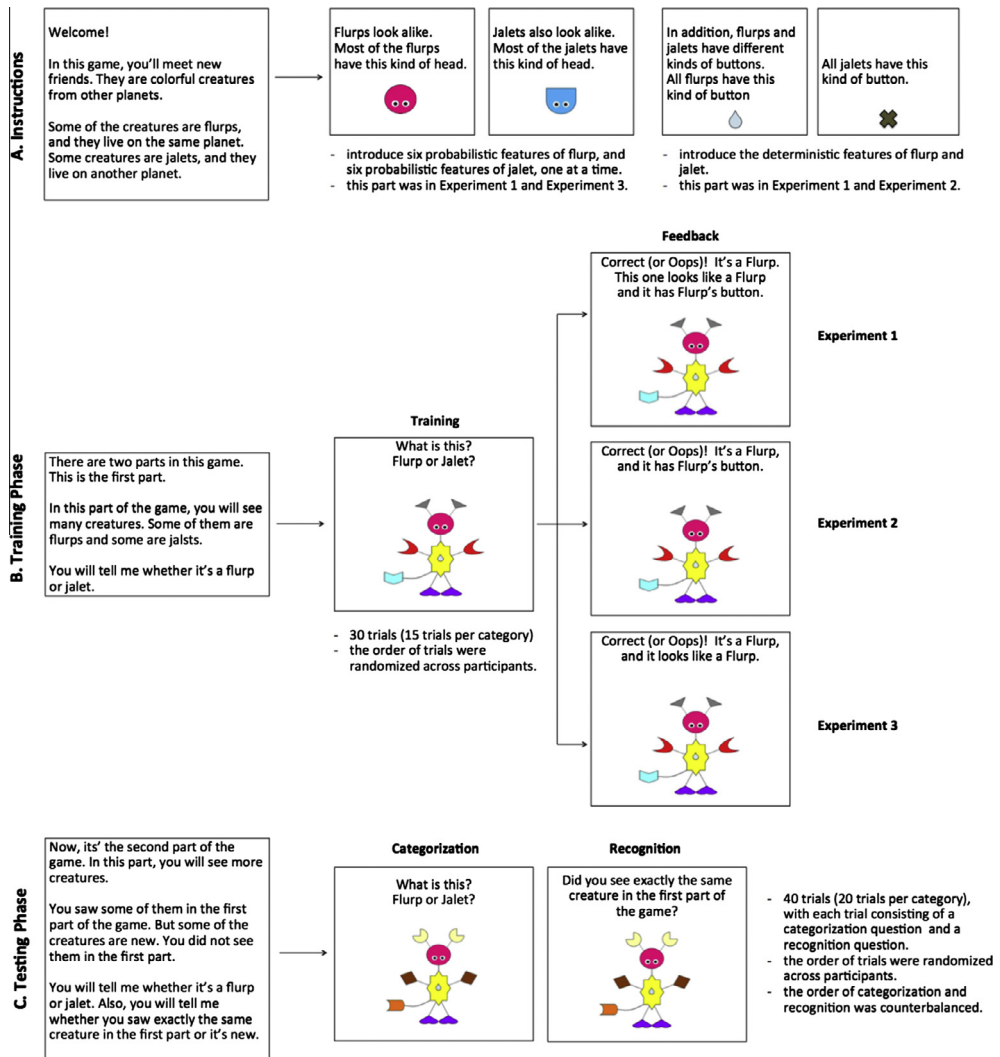 A. Instructions
Welcome!
In this game, you'll meet new
friends. They are colorful creatures
from other planets.
Some of the creatures are flurps,
and they live on the same planet.
Some creatures are jalets, and they
live on another planet.
Flurps look alike.
Most of the flurps
have this kind of head.
Jalets also look alike.
Most of the jalets have
this kind of head.
- introduce six probabilistic features of flurp, and
six probabilistic features of jalet, one at a time.
- this part was in Experiment 1 and Experiment 3.
In addition, flurps and
jalets have different
kinds of buttons.
All flurps have this
kind of button
All jalets have this
kind of button.
- introduce the deterministic features of flurp and
jalet.
- this part was in Experiment 1 and Experiment 2.
B. Training Phase
There are two parts in this game.
This is the first part.
In this part of the game, you will see
many creatures. Some of them are
flurps and some are jalsts.
You will tell me whether it's a flurp
or jalet.
Training
What is this?
Flurp or Jalet?
- 30 trials (15 trials per category)
- the order of trials were
randomized across participants.
Feedback
Correct (or Oops)! It's a Flurp.
This one looks like a Flurp
and it has Flurp's button.
Experiment 1
Correct (or Oops)! It's a Flurp,
and it has Flurp's button.
Experiment 2
Correct (or Oops)! It's a Flurp,
and it looks like a Flurp.
Experiment 3
C. Testing Phase
Now, its' the second part of the
game. In this part, you will see more
creatures.
You saw some of them in the first
part of the game. But some of the
creatures are new. You did not see
them in the first part.
You will tell me whether it's a flurp
or jalet. Also, you will tell me
whether you saw exactly the same
creature in the first part or it's new.
Categorization
What is this?
Flurp or Jalet?
Recognition
Did you see exactly the same
creature in the first part of
the game?
- 40 trials (20 trials per category),
with each trial consisting of a
categorization question and a
recognition question.
- the order of trials were randomized
across participants.
- the order of categorization and
recognition was counterbalanced.